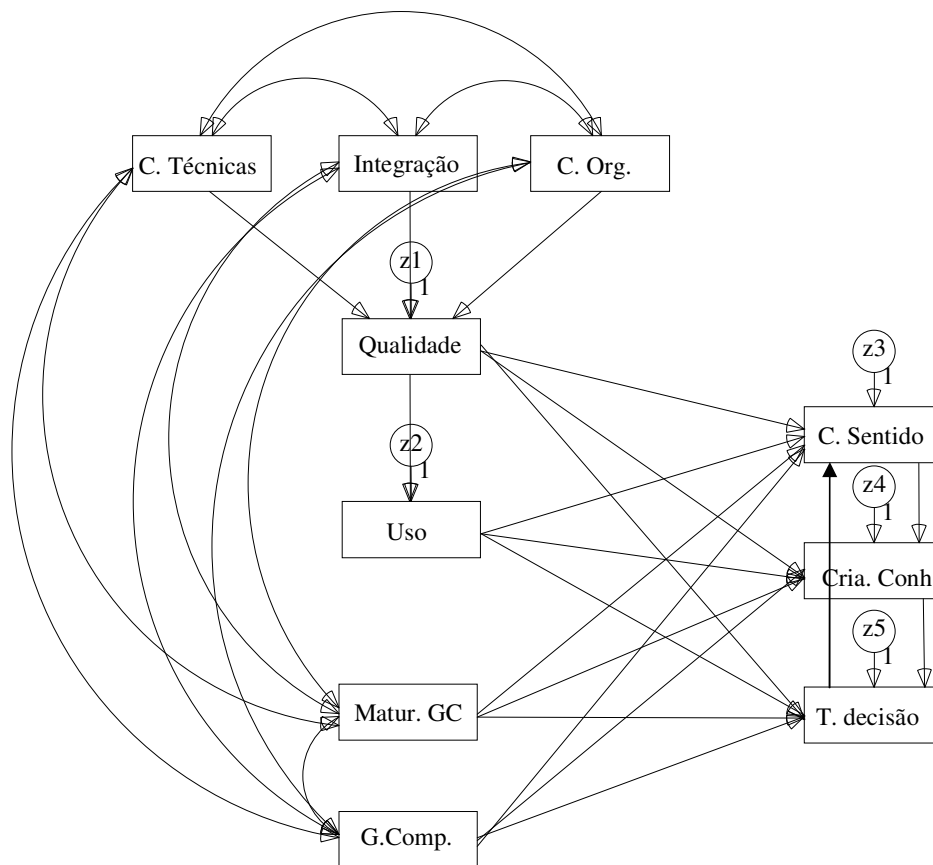 C. Técnicas
Integração
C. Org.
z1
1
Qualidade
z2
1
Uso
z3
1
C. Sentido
z4
1
Cria. Conh
z5
1
T. decisão
Matur. GC
G.Comp.